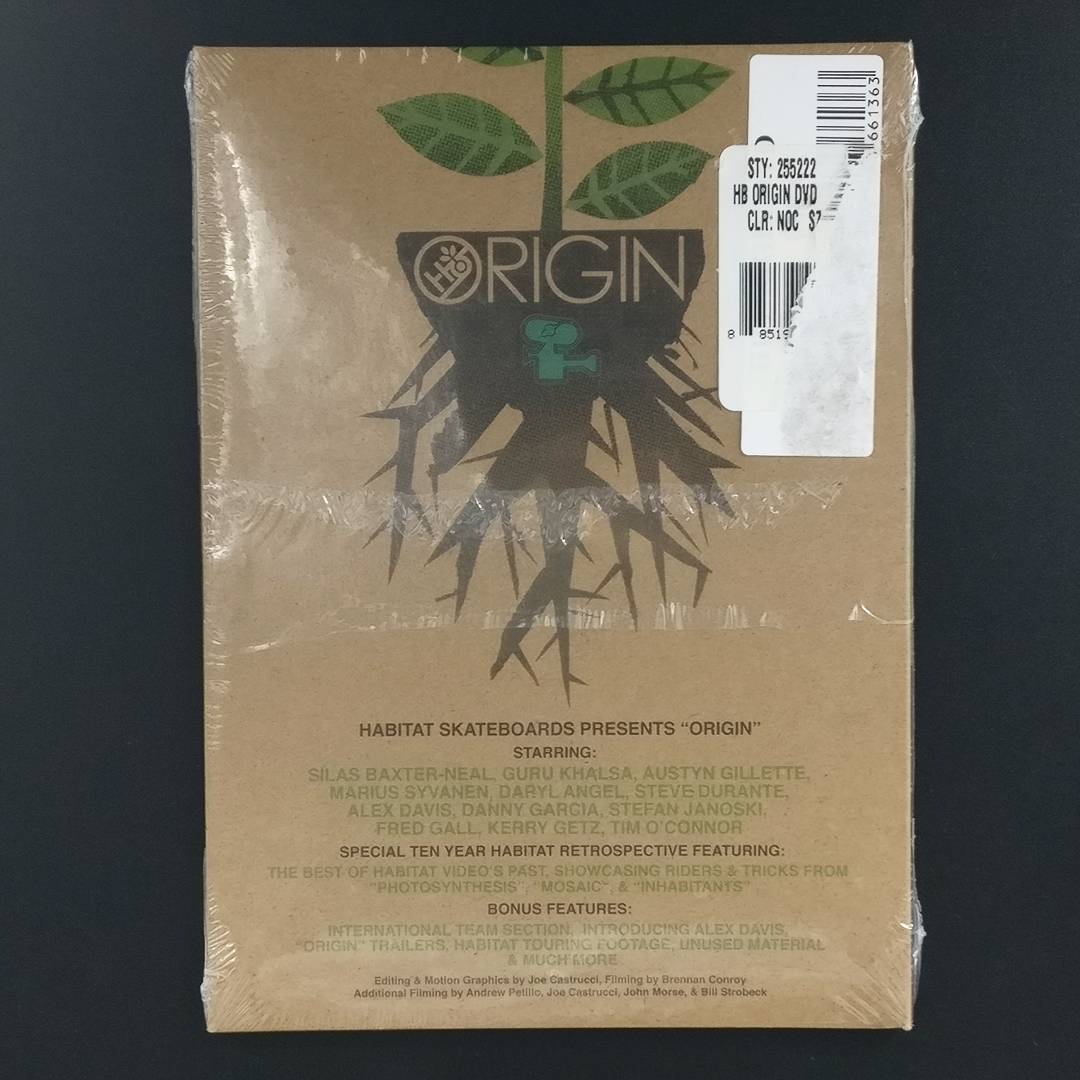 661363
STY: 255222
HB ORIGIN DVD
CLR: NOC $7
8 8519
ORIGIN
HABITAT SKATEBOARDS PRESENTS “ORIGIN”
STARRING:
SILAS BAXTER-NEAL, GURU KHALSA, AUSTYN GILLETTE,
MARIUS SYVANEN, DARYL ANGEL, STEVE DURANTE,
ALEX DAVIS, DANNY GARCIA, STEFAN JANOSKI,
FRED GALL, KERRY GETZ, TIM O'CONNOR
SPECIAL TEN YEAR HABITAT RETROSPECTIVE FEATURING:
THE BEST OF HABITAT VIDEO'S PAST, SHOWCASING RIDERS & TRICKS FROM
“PHOTOSYNTHESIS”, “MOSAIC”, & “INHABITANTS”
BONUS FEATURES:
INTERNATIONAL TEAM SECTION, INTRODUCING ALEX DAVIS,
“ORIGIN” TRAILERS, HABITAT TOURING FOOTAGE, UNUSED MATERIAL
& MUCH MORE
Editing & Motion Graphics by Joe Castrucci, Filming by Brennan Conroy
Additional Filming by Andrew Petillo, Joe Castrucci, John Morse, & Bill Strobeck